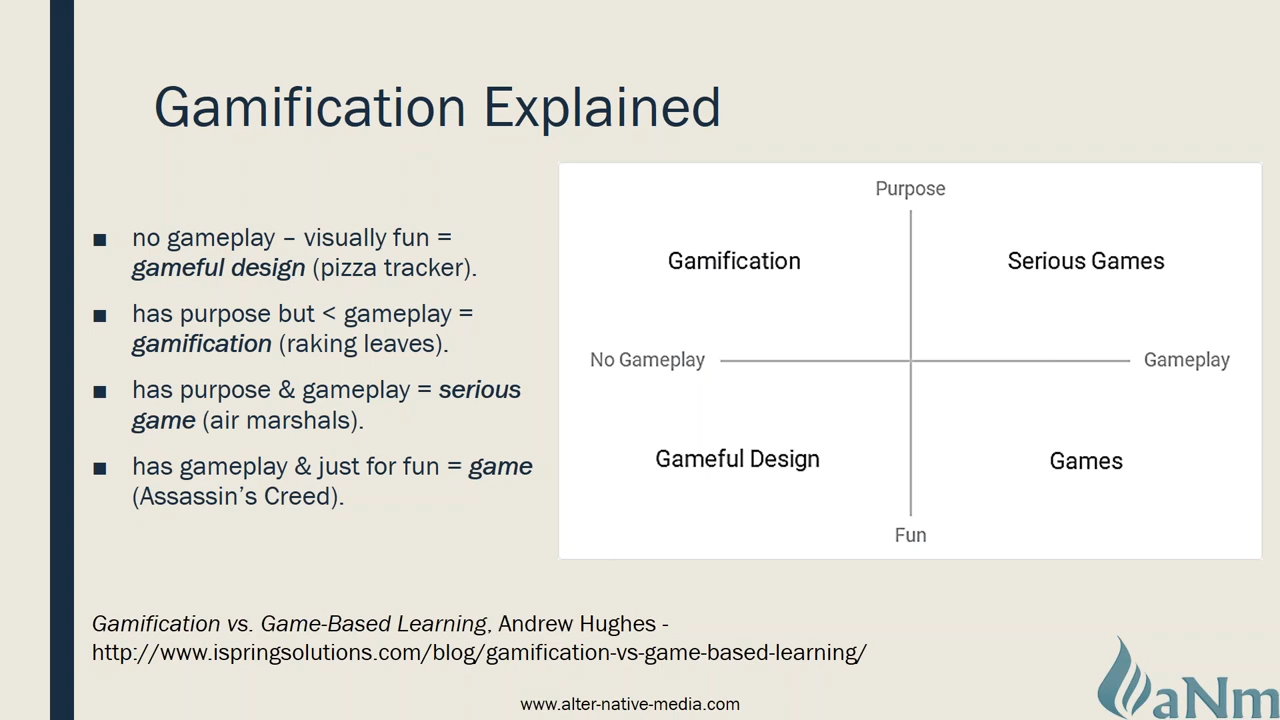 Gamification Explained
■ no gameplay – visually fun =
gameful design (pizza tracker).
■ has purpose but < gameplay =
gamification (raking leaves).
■ has purpose & gameplay = serious
game (air marshals).
■ has gameplay & just for fun = game
(Assassin's Creed).
Purpose
Gamification
Serious Games
No Gameplay
Gameplay
Gameful Design
Games
Fun
Gamification vs. Game-Based Learning, Andrew Hughes -
http://www.ispringsolutions.com/blog/gamification-vs-game-based-learning/
www.alter-native-media.com
aNm